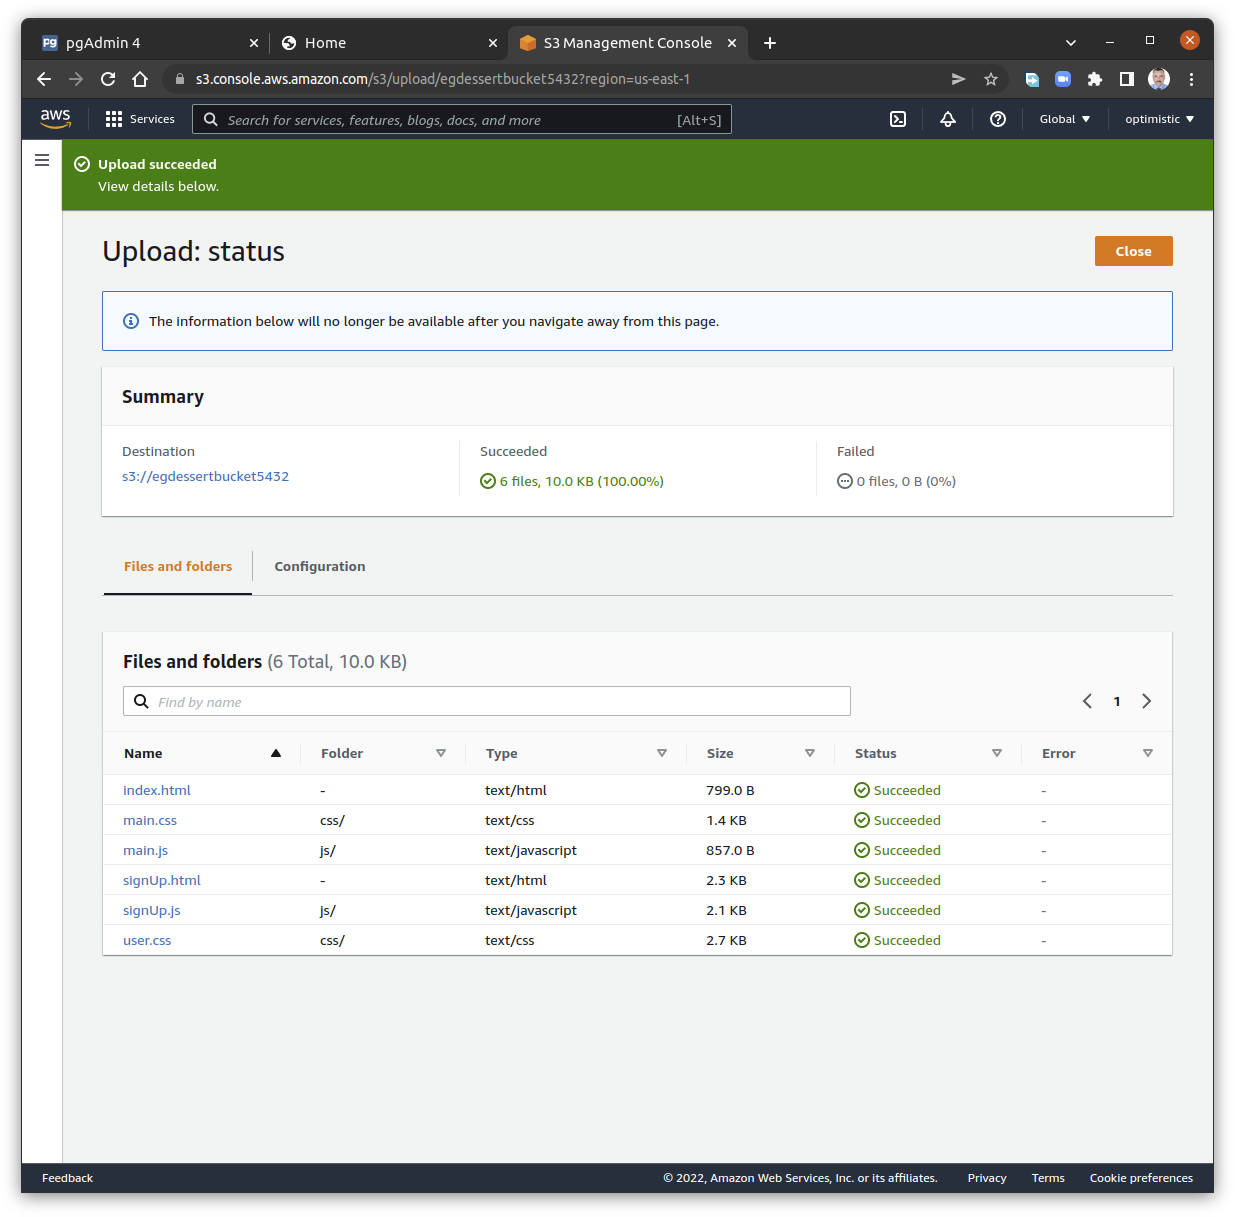 pgAdmin 4
Home
S3 Management Console
s3.console.aws.amazon.com/s3/upload/egdessertbucket5432?region=us-east-1
aws
Services
Search for services, features, blogs, docs, and more
[Alt+S]
Global
optimistic
Upload succeeded
View details below.
Upload: status
Close
The information below will no longer be available after you navigate away from this page.
Summary
Destination
s3://egdessertbucket5432
Succeeded
6 files, 10.0 KB (100.00%)
Failed
0 files, 0 B (0%)
Files and folders
Configuration
Files and folders (6 Total, 10.0 KB)
Find by name
1
Name Folder Type Size Status Error
index.html - text/html 799.0 B Succeeded -
main.css css/ text/css 1.4 KB Succeeded -
main.js js/ text/javascript 857.0 B Succeeded -
signUp.html - text/html 2.3 KB Succeeded -
signUp.js js/ text/javascript 2.1 KB Succeeded -
user.css css/ text/css 2.7 KB Succeeded -
Feedback
© 2022, Amazon Web Services, Inc. or its affiliates.
Privacy
Terms
Cookie preferences